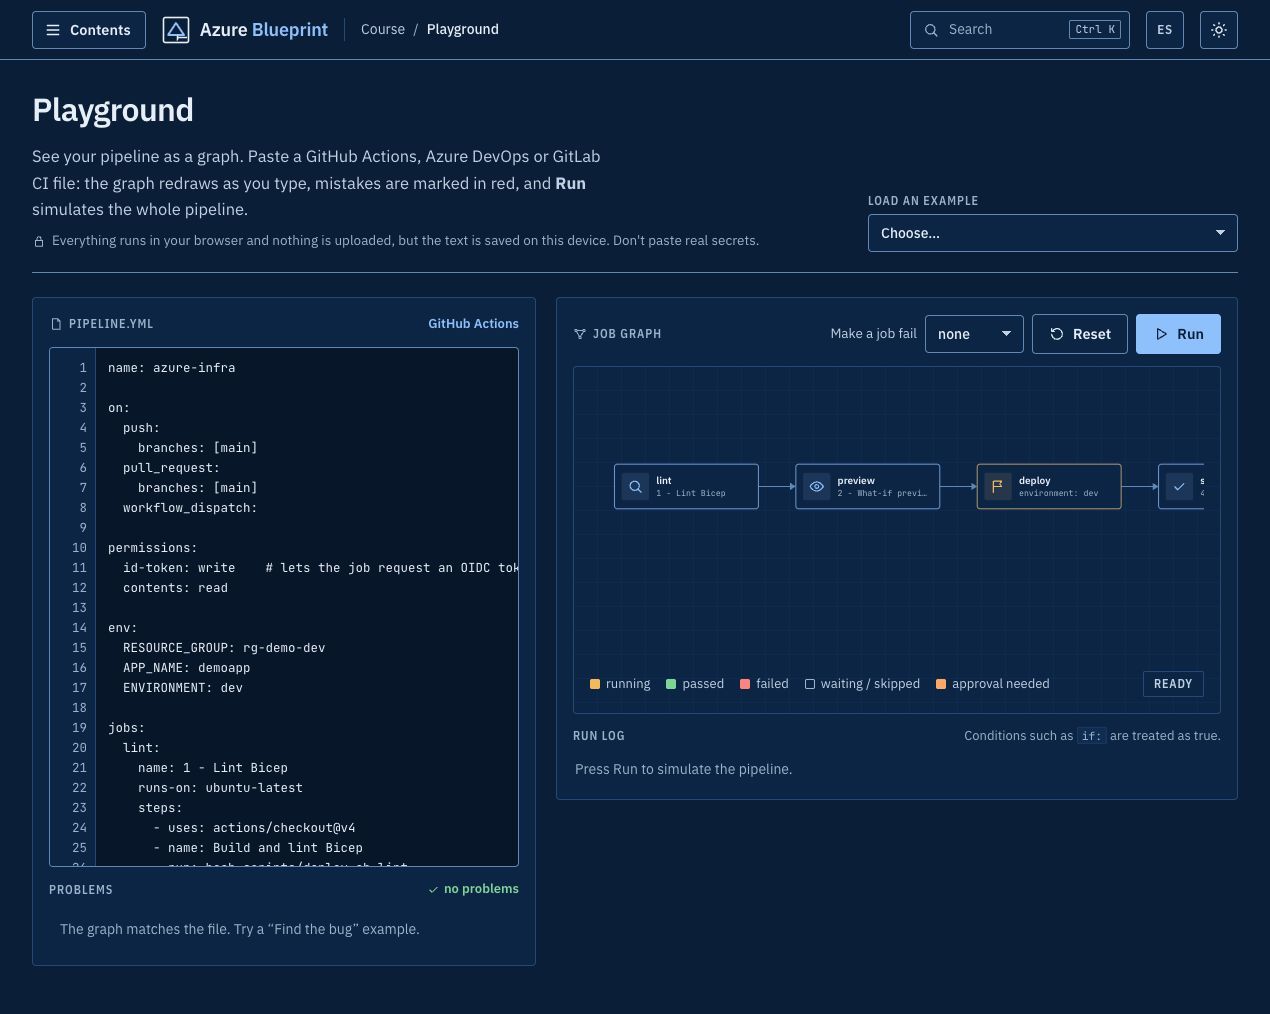 Contents
Azure Blueprint
Course / Playground
Search
Ctrl K
ES
Playground
See your pipeline as a graph. Paste a GitHub Actions, Azure DevOps or GitLab
CI file: the graph redraws as you type, mistakes are marked in red, and Run
simulates the whole pipeline.
Everything runs in your browser and nothing is uploaded, but the text is saved on this device. Don't paste real secrets.
LOAD AN EXAMPLE
Choose...
PIPELINE.YML
GitHub Actions
1 name: azure-infra
2
3 on:
4   push:
5     branches: [main]
6   pull_request:
7     branches: [main]
8   workflow_dispatch:
9
10 permissions:
11   id-token: write    # lets the job request an OIDC tok
12   contents: read
13
14 env:
15   RESOURCE_GROUP: rg-demo-dev
16   APP_NAME: demoapp
17   ENVIRONMENT: dev
18
19 jobs:
20   lint:
21     name: 1 - Lint Bicep
22     runs-on: ubuntu-latest
23     steps:
24       - uses: actions/checkout@v4
25       - name: Build and lint Bicep
PROBLEMS
no problems
The graph matches the file. Try a “Find the bug” example.
JOB GRAPH
Make a job fail
none
Reset
Run
lint
1 - Lint Bicep
preview
2 - What-if previ…
deploy
environment: dev
running
passed
failed
waiting / skipped
approval needed
READY
RUN LOG
Conditions such as if: are treated as true.
Press Run to simulate the pipeline.